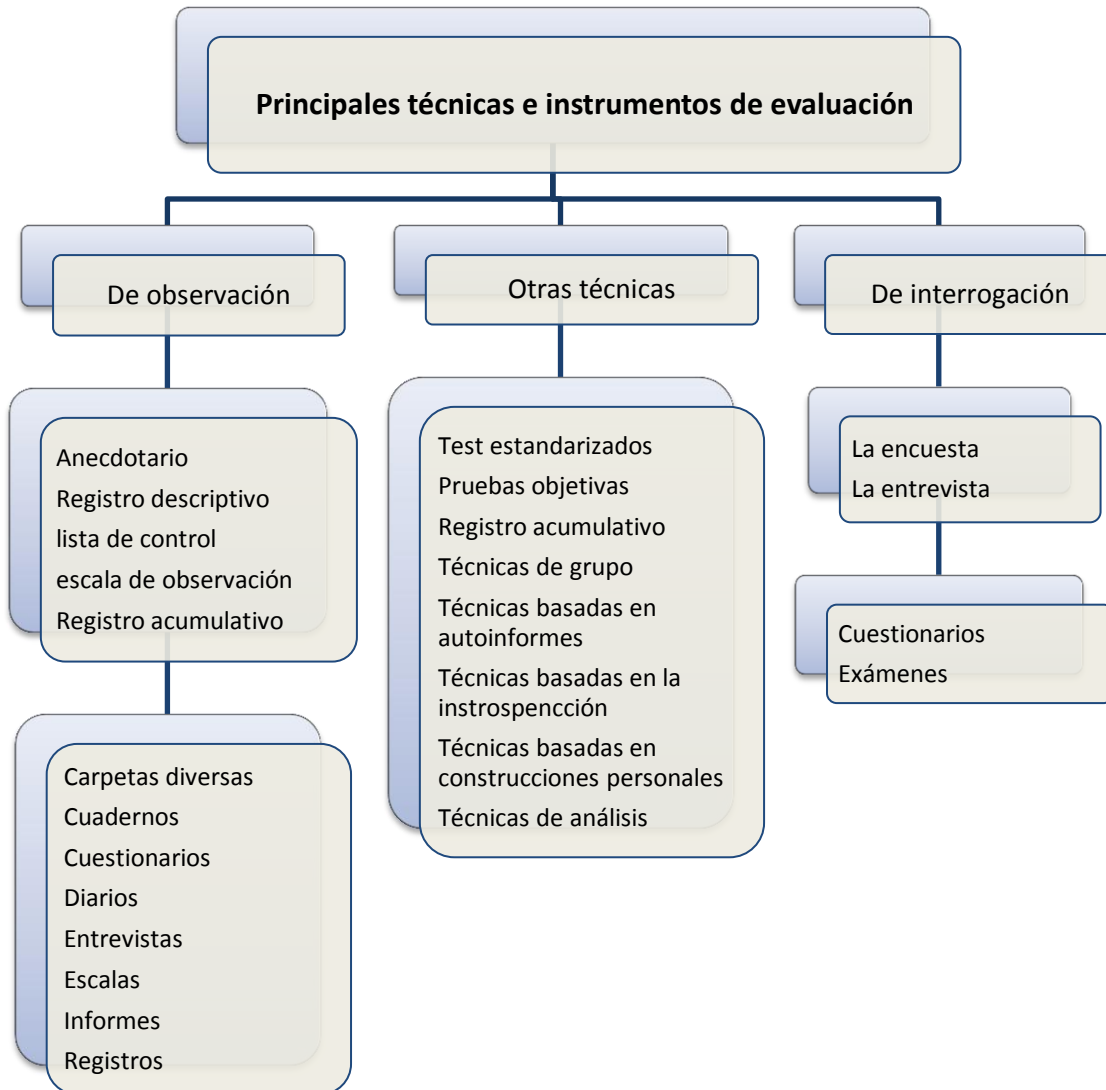 Principales técnicas e instrumentos de evaluación
De observación
Anecdotario
Registro descriptivo
lista de control
escala de observación
Registro acumulativo
Carpetas diversas
Cuadernos
Cuestionarios
Diarios
Entrevistas
Escalas
Informes
Registros
Otras técnicas
Test estandarizados
Pruebas objetivas
Registro acumulativo
Técnicas de grupo
Técnicas basadas en
autoinformes
Técnicas basadas en la
instrospencción
Técnicas basadas en
construcciones personales
Técnicas de análisis
De interrogación
La encuesta
La entrevista
Cuestionarios
Exámenes